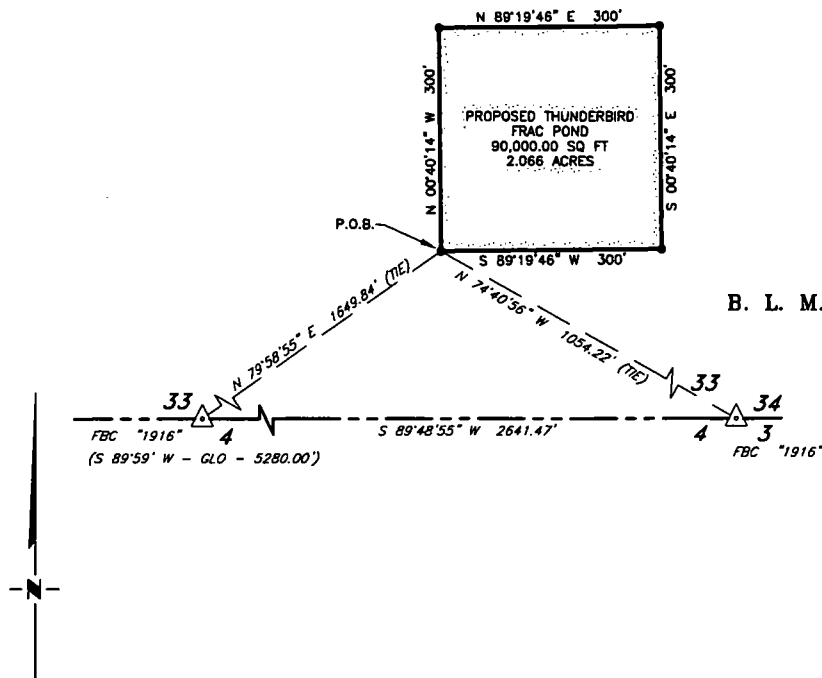 N 89°19'46" E 300'
N 00°40'14" W 300'
PROPOSED THUNDERBIRD
FRAC POND
90,000.00 SQ FT
2.066 ACRES
S 00°40'14" E 300'
P.O.B.
S 89°19'46" W 300'
N 79°58'55" E 1649.84' (TIE)
N 74°40'56" W 1054.22' (TIE)
B. L. M.
33
33
34
4
S 89°48'55" W 2641.47'
4
3
FBC "1916"
FBC "1916"
(S 89°59' W - GLO - 5280.00')
N